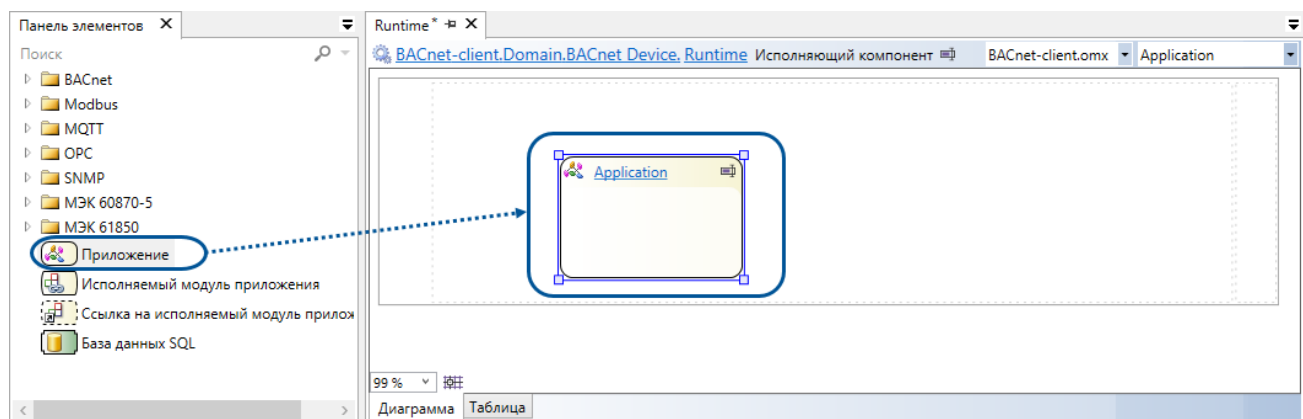 Панель элементов
Поиск
BACnet
Modbus
MQTT
OPC
SNMP
МЭК 60870-5
МЭК 61850
Приложение
Исполняемый модуль приложения
Ссылка на исполняемый модуль прилож
База данных SQL
Runtime*
BACnet-client.Domain.BACnet Device. Runtime Исполняющий компонент BACnet-client.omx Application
Application
99 %
Диаграмма Таблица